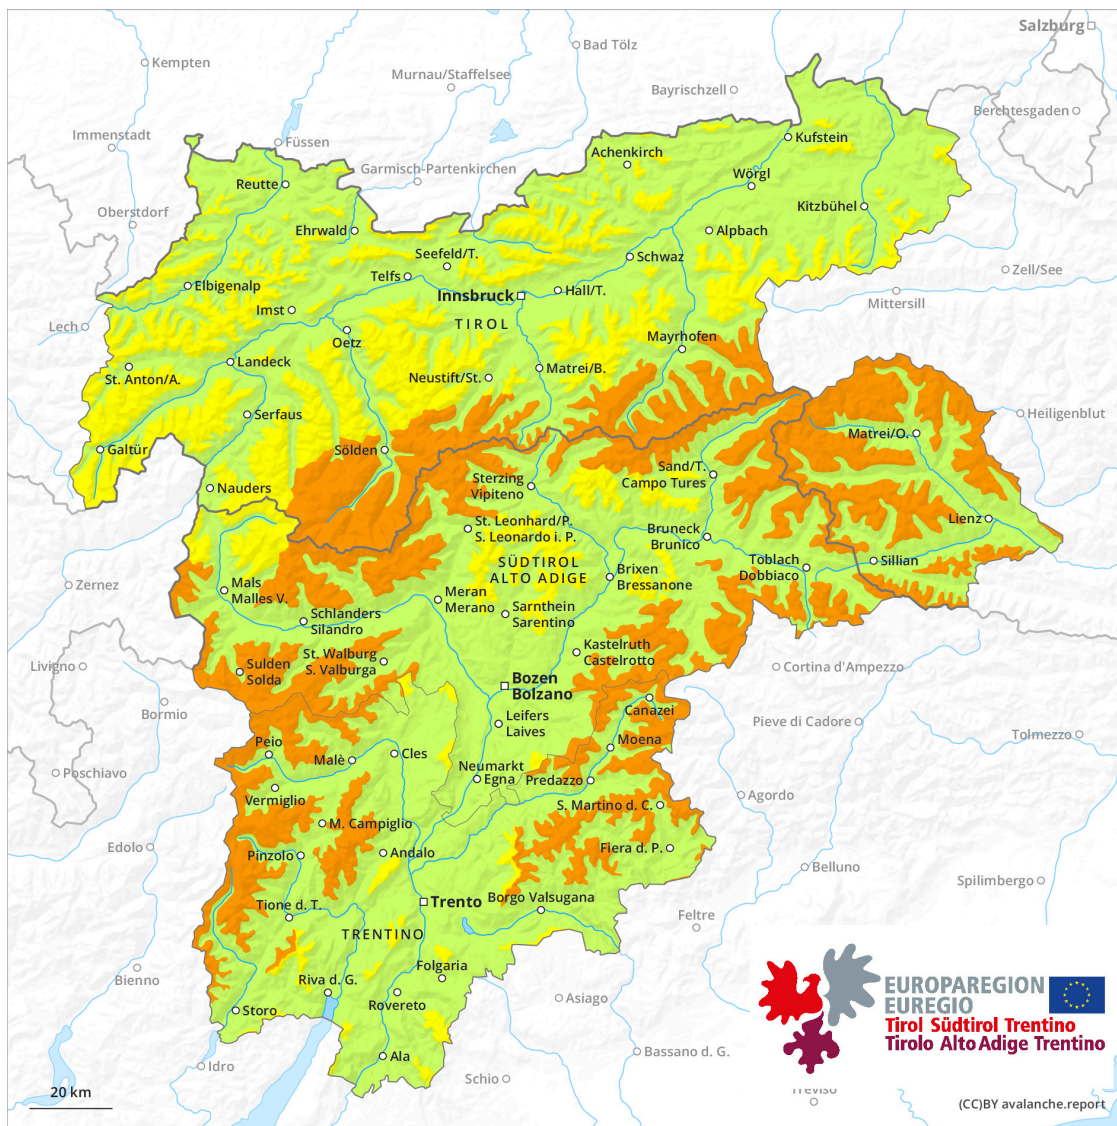 Salzburg
Bad Tölz
Kempten
Murnau/Staffelsee
Bayrischzell
Berchtesgaden
Immenstadt
Füssen
Kufstein
Achenkirch
Garmisch-Partenkirchen
Wörgl
Reutte
Kitzbühel
Oberstdorf
Ehrwald
Alpbach
Seefeld/T.
Schwaz
Telfs
Zell/See
Elbigenalp
Innsbruck
Hall/T.
Mittersill
Imst
TIROL
Lech
Oetz
Mayrhofen
Landeck
Matrei/B.
St. Anton/A.
Neustift/St.
Serfaus
Heiligenblut
Matrei/O.
Galtür
Sölden
Sand/T.
Campo Tures
Sterzing
Vipiteno
Nauders
Lienz
St. Leonhard/P.
S. Leonardo i. P.
Bruneck
Brunico
SÜDTIROL
ALTO ADIGE
Toblach
Dobbiaco
Sillian
Zernez
Mals
Malles V.
Brixen
Bressanone
Meran
Merano
Schlanders
Silandro
Sarnthein
Sarentino
Kastelruth
Castelrotto
St. Walburg
S. Valburga
Livigno
Sulden
Solda
Cortina d'Ampezzo
Bozen
Bolzano
Canazei
Bormio
Leifers
Laives
Pieve di Cadore
Tolmezzo
Peio
Moena
Cles
Malè
Poschiavo
Neumarkt
Egna
Predazzo
Vermiglio
Agordo
S. Martino d. C.
M. Campiglio
Edolo
Pinzolo
Andalo
Fiera d. P.
Belluno
Spilimbergo
Borgo Valsugana
Trento
Tione d. T.
Feltre
TRENTINO
Folgaria
Bienno
Riva d. G.
Rovereto
Asiago
Storo
EUROPAREGION
EUREGIO
Tirol Südtirol Trentino
Tirolo Alto Adige Trentino
Ala
Bassano d. G.
Idro
Schio
Treviso
20 km
(CC)BY avalanche.report